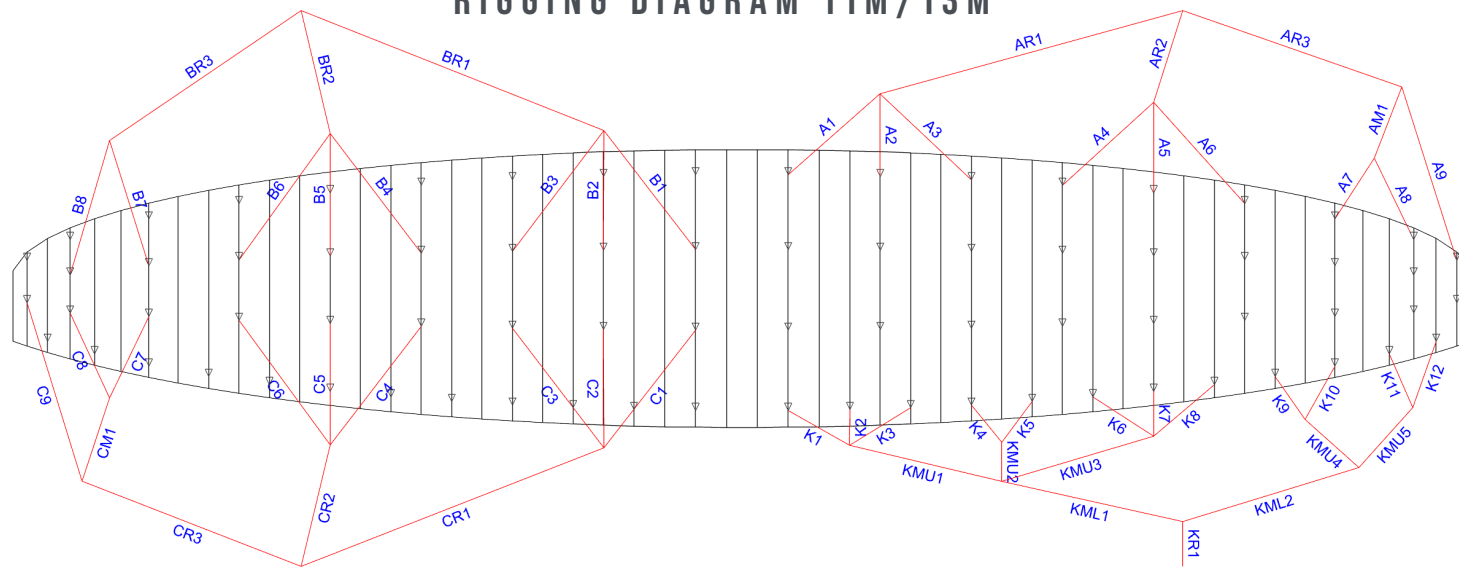 RIGGING DIAGRAM 11M/13M
BR3
BR2
BR1
AR1
AR2
AR3
A1
A2
A3
A4
A5
A6
AM1
A7
A8
A9
B8
B7
B6
B5
B4
B3
B2
B1
C9
C8
C7
C6
C5
C4
C3
C2
C1
CM1
CR3
CR2
CR1
K1
K2
K3
K4
K5
K6
K7
K8
K9
K10
K11
K12
KMU1
KMU2
KMU3
KMU4
KMU5
KML1
KML2
KR1